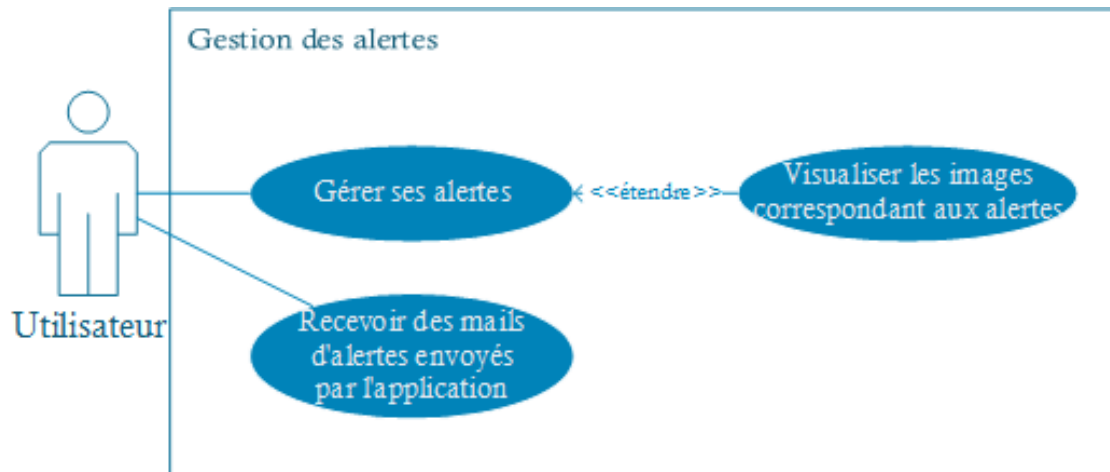 Gestion des alertes
Gérer ses alertes
<<étendre>>
Visualiser les images
correspondant aux alertes
Utilisateur
Recevoir des mails
d'alertes envoyés
par l'application